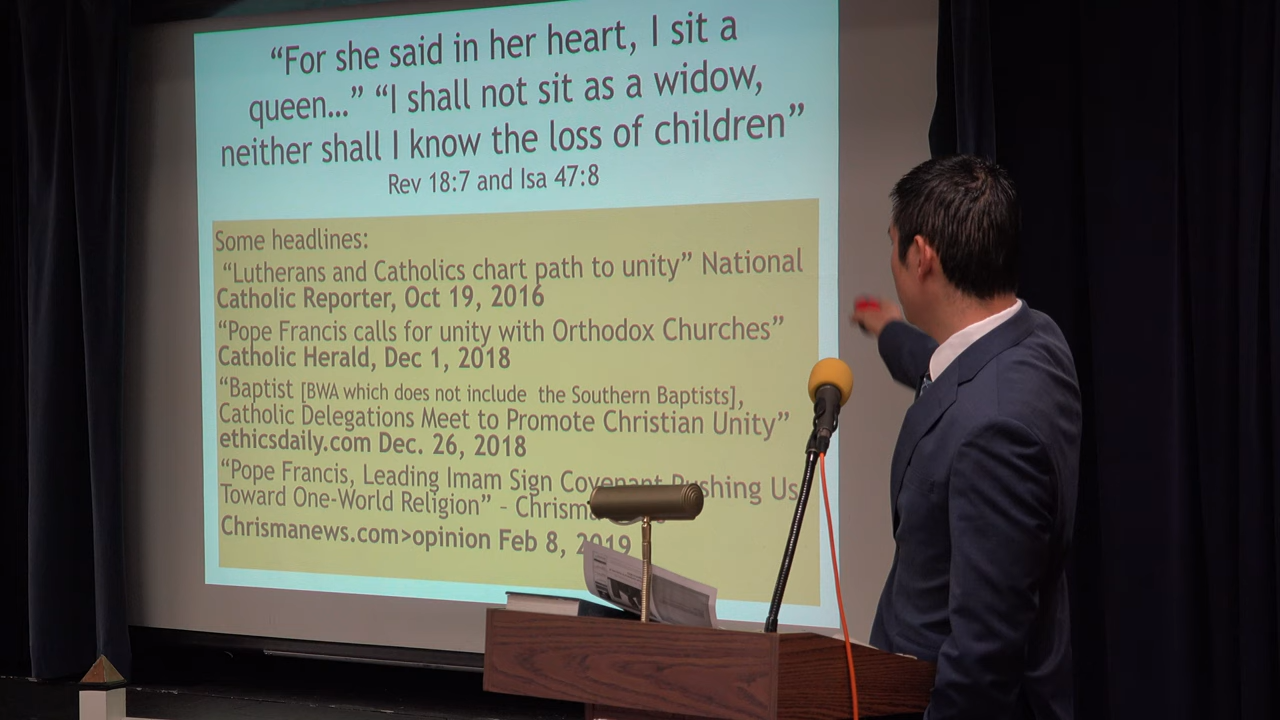 “For she said in her heart, I sit a
queen...” “I shall not sit as a widow,
neither shall I know the loss of children”
Rev 18:7 and Isa 47:8
Some headlines:
“Lutherans and Catholics chart path to unity” National
Catholic Reporter, Oct 19, 2016
“Pope Francis calls for unity with Orthodox Churches”
Catholic Herald, Dec 1, 2018
“Baptist [BWA which does not include the Southern Baptists],
Catholic Delegations Meet to Promote Christian Unity”
ethicsdaily.com Dec. 26, 2018
“Pope Francis, Leading Imam Sign Covenant Pushing Us
Toward One-World Religion” –
Chrismanews.com>opinion Feb 8, 2019